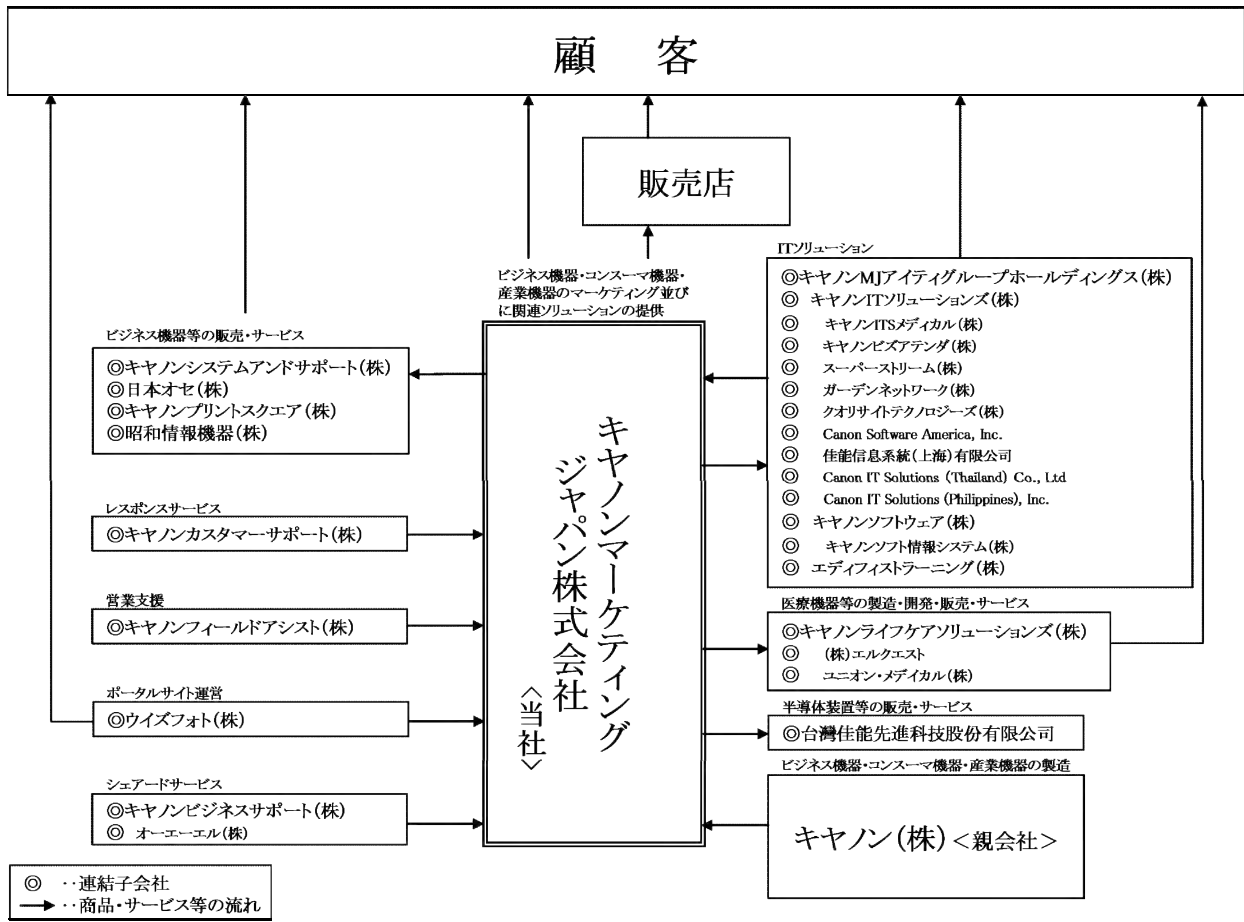 顧 客
販売店
ビジネス機器・コンスーマ機器・
産業機器のマーケティング並び
に関連ソリューションの提供
キヤノンマーケティング
ジャパン株式会社
〈当社〉
ビジネス機器等の販売・サービス
◎キヤノンシステムアンドサポート(株)
◎日本オセ(株)
◎キヤノンプリントスクエア(株)
◎昭和情報機器(株)
レスポンスサービス
◎キヤノンカスタマーサポート(株)
営業支援
◎キヤノンフィールドアシスト(株)
ポータルサイト運営
◎ウイズフォト(株)
シェアードサービス
◎キヤノンビジネスサポート(株)
◎ オーエーエル(株)
ITソリューション
◎キヤノンMJアイティグループホールディングス(株)
◎ キヤノンITソリューションズ(株)
◎ キヤノンITSメディカル(株)
◎ キヤノンビズアテンダ(株)
◎ スーパーストリーム(株)
◎ ガーデンネットワーク(株)
◎ クオリサイトテクノロジーズ(株)
◎ Canon Software America, Inc.
◎ 佳能信息系統(上海)有限公司
◎ Canon IT Solutions (Thailand) Co., Ltd
◎ Canon IT Solutions (Philippines), Inc.
◎ キヤノンソフトウェア(株)
◎ キヤノンソフト情報システム(株)
◎ エディフィストラーニング(株)
医療機器等の製造・開発・販売・サービス
◎キヤノンライフケアソリューションズ(株)
◎ (株)エルクエスト
◎ ユニオン・メディカル(株)
半導体装置等の販売・サービス
◎台灣佳能先進科技股份有限公司
ビジネス機器・コンスーマ機器・産業機器の製造
キヤノン(株)<親会社>
◎ ‥連結子会社
→ ‥商品・サービス等の流れ